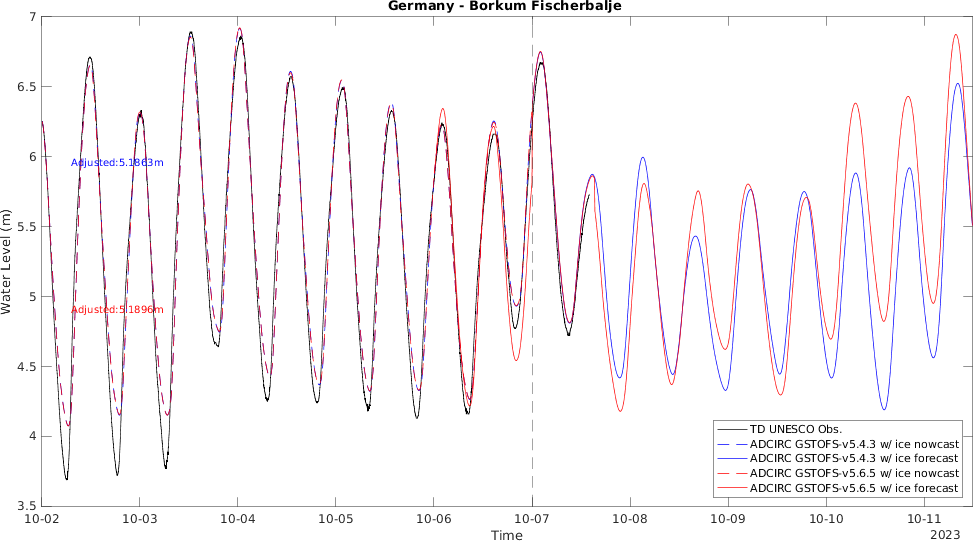 Germany - Borkum Fischerbalje
7
6.5
6
5.5
5
4.5
4
3.5
Water Level (m)
Adjusted:5.1863m
Adjusted:5.1896m
TD UNESCO Obs.
ADCIRC GSTOFS-v5.4.3 w/ ice nowcast
ADCIRC GSTOFS-v5.4.3 w/ ice forecast
ADCIRC GSTOFS-v5.6.5 w/ ice nowcast
ADCIRC GSTOFS-v5.6.5 w/ ice forecast
10-02 10-03 10-04 10-05 10-06 10-07 10-08 10-09 10-10 10-11
Time
2023